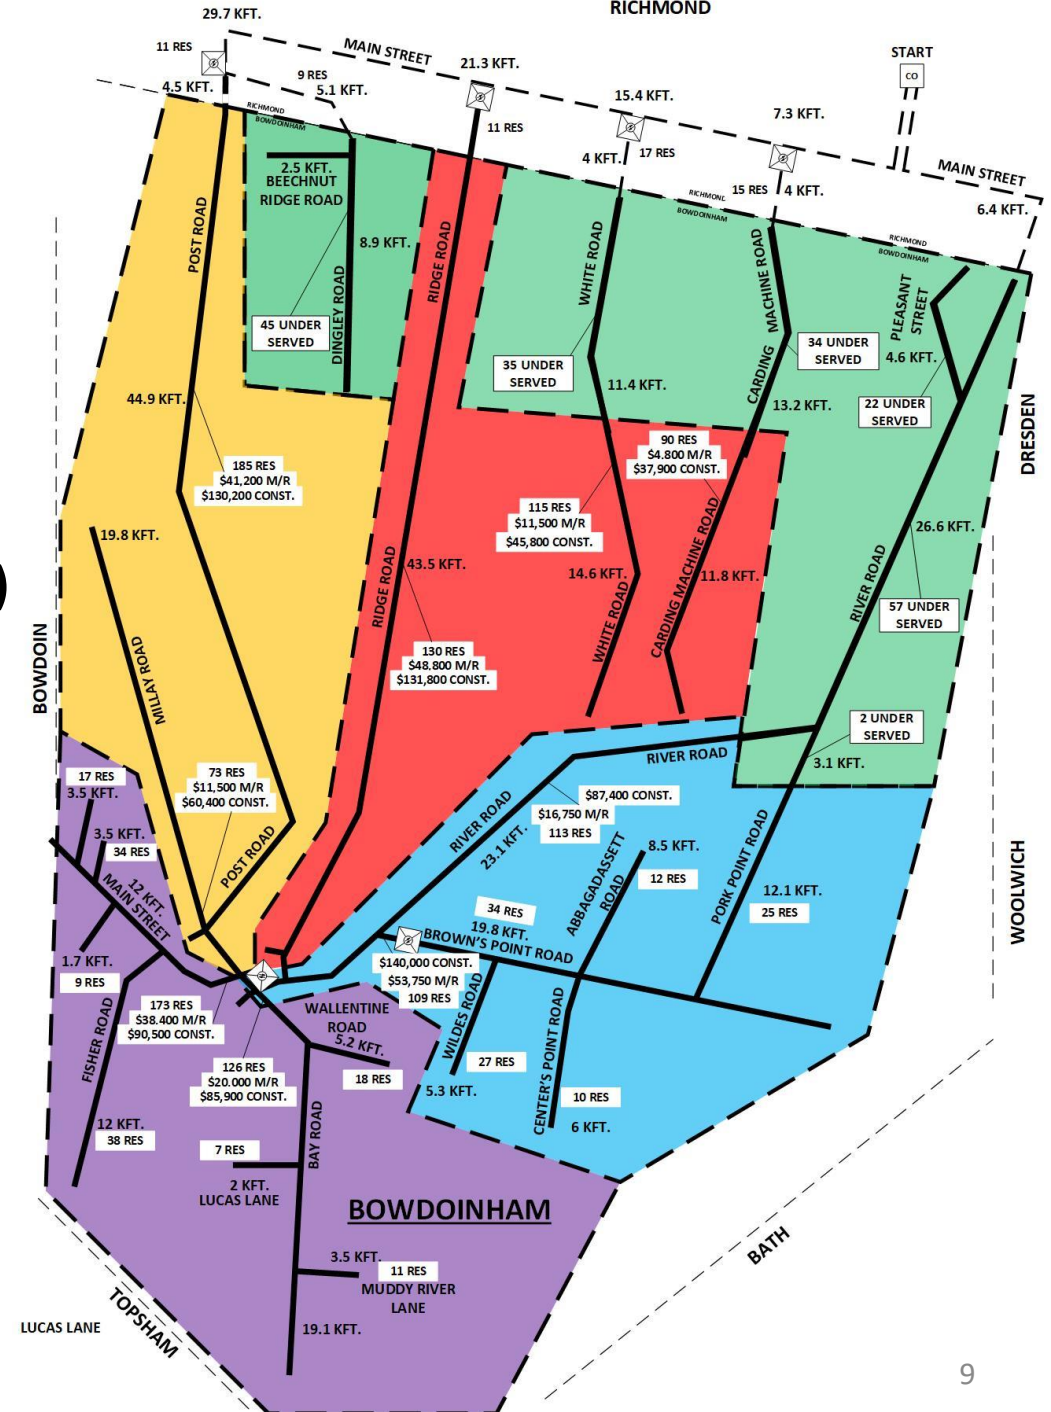 RICHMOND
29.7 KFT.
11 RES
MAIN STREET
21.3 KFT.
START
CO
9 RES
5.1 KFT.
4.5 KFT.
15.4 KFT.
7.3 KFT.
11 RES
17 RES
4 KFT.
15 RES
4 KFT.
MAIN STREET
6.4 KFT.
RICHMOND
BOWDOINHAM
RICHMOND
BOWDOINHAM
RICHMOND
BOWDOINHAM
2.5 KFT.
BEECHNUT
RIDGE ROAD
POST ROAD
8.9 KFT.
DINGLEY ROAD
45 UNDER
SERVED
RIDGE ROAD
WHITE ROAD
CARDING
MACHINE ROAD
PLEASANT
STREET
34 UNDER
SERVED
4.6 KFT.
35 UNDER
SERVED
11.4 KFT.
13.2 KFT.
22 UNDER
SERVED
DRESDEN
44.9 KFT.
185 RES
$41,200 M/R
$130,200 CONST.
90 RES
$4.800 M/R
$37,900 CONST.
115 RES
$11,500 M/R
$45,800 CONST.
19.8 KFT.
26.6 KFT.
43.5 KFT.
RIDGE ROAD
14.6 KFT.
WHITE ROAD
CARDING MACHINE ROAD
11.8 KFT.
RIVER ROAD
57 UNDER
SERVED
BOWDOIN
MILLAY ROAD
130 RES
$48,800 M/R
$131,800 CONST.
2 UNDER
SERVED
3.1 KFT.
RIVER ROAD
17 RES
3.5 KFT.
73 RES
$11,500 M/R
$60,400 CONST.
$87,400 CONST.
$16,750 M/R
113 RES
RIVER ROAD
23.1 KFT.
3.5 KFT.
34 RES
POST ROAD
8.5 KFT.
12 RES
ABBAGADASSETT
ROAD
PORK POINT ROAD
12.1 KFT.
25 RES
WOOLWICH
12 KFT.
MAIN STREET
34 RES
19.8 KFT.
BROWN'S POINT ROAD
1.7 KFT.
9 RES
$140,000 CONST.
$53,750 M/R
109 RES
173 RES
$38.400 M/R
$90,500 CONST.
WALLENTINE
ROAD
5.2 KFT.
WILDES ROAD
FISHER ROAD
126 RES
$20.000 M/R
$85,900 CONST.
18 RES
27 RES
5.3 KFT.
CENTER'S POINT ROAD
10 RES
6 KFT.
12 KFT.
38 RES
7 RES
BAY ROAD
2 KFT.
LUCAS LANE
BOWDOINHAM
3.5 KFT.
11 RES
MUDDY RIVER
LANE
BATH
TOPSHAM
LUCAS LANE
19.1 KFT.
9